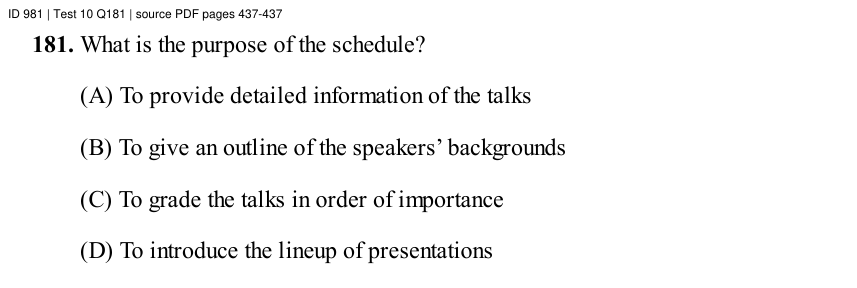 ID 981 | Test 10 Q181 | source PDF pages 437-437
181. What is the purpose of the schedule?
(A) To provide detailed information of the talks
(B) To give an outline of the speakers’ backgrounds
(C) To grade the talks in order of importance
(D) To introduce the lineup of presentations